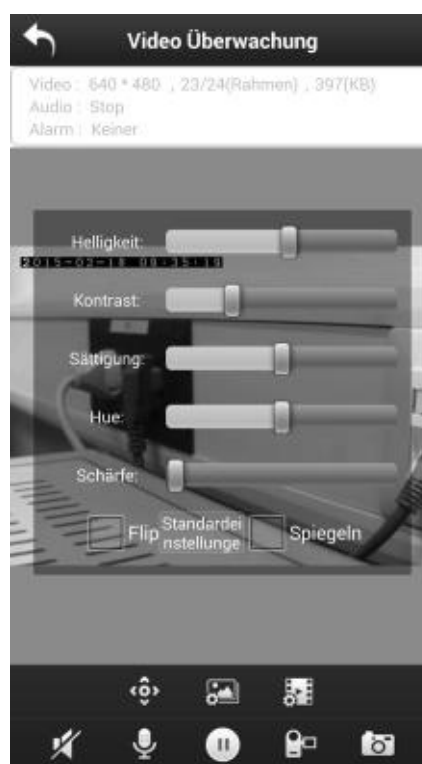 Video Überwachung
Video : 640 * 480 , 23/24(Rahmen) , 397(KB)
Audio : Stop
Alarm : Keiner
Helligkeit:
2015-02-18 08:35:19
Kontrast:
Sättigung:
Hue:
Schärfe:
Flip Standardei
nstellunge Spiegeln